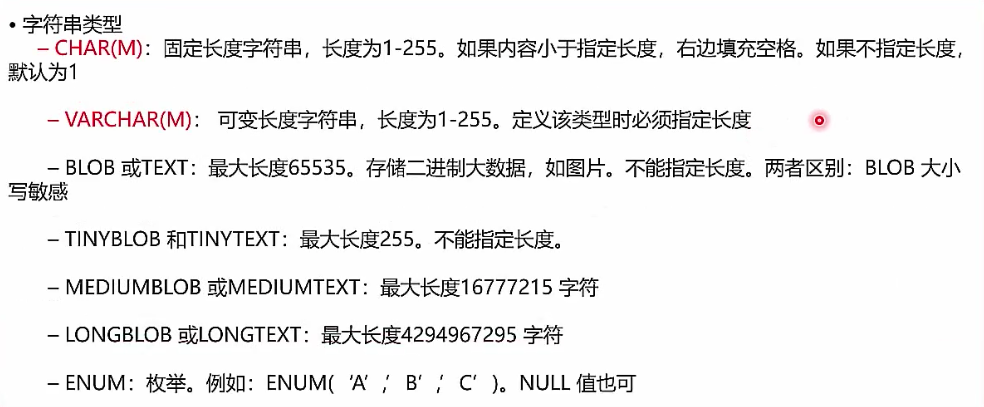 • 字符串类型
– CHAR(M)：固定长度字符串，长度为1-255。如果内容小于指定长度，右边填充空格。如果不指定长度，
默认为1
– VARCHAR(M)： 可变长度字符串，长度为1-255。定义该类型时必须指定长度
– BLOB 或TEXT：最大长度65535。存储二进制大数据，如图片。不能指定长度。两者区别：BLOB 大小
写敏感
– TINYBLOB 和TINYTEXT：最大长度255。不能指定长度。
– MEDIUMBLOB 或MEDIUMTEXT：最大长度16777215 字符
– LONGBLOB 或LONGTEXT：最大长度4294967295 字符
– ENUM：枚举。例如：ENUM(‘A’,’B’,’C’)。NULL 值也可